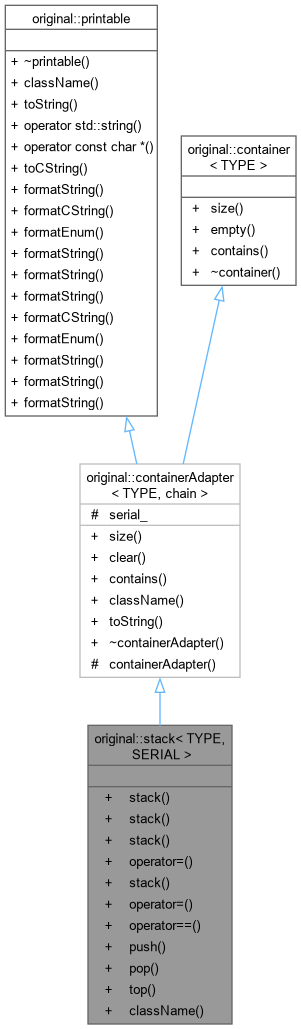 original::printable
+ ~printable()
+ className()
+ toString()
+ operator std::string()
+ operator const char *()
+ toCString()
+ formatString()
+ formatCString()
+ formatEnum()
+ formatString()
+ formatString()
+ formatString()
+ formatCString()
+ formatEnum()
+ formatString()
+ formatString()
+ formatString()
original::container
< TYPE >
+ size()
+ empty()
+ contains()
+ ~container()
original::containerAdapter
< TYPE, chain >
# serial_
+ size()
+ clear()
+ contains()
+ className()
+ toString()
+ ~containerAdapter()
# containerAdapter()
original::stack< TYPE,
SERIAL >
+ stack()
+ stack()
+ stack()
+ operator=()
+ stack()
+ operator=()
+ operator==()
+ push()
+ pop()
+ top()
+ className()